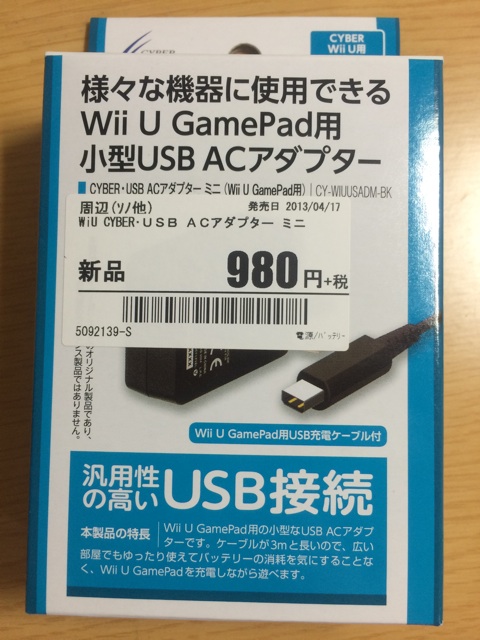 CYBER
CYBER
Wii U用
様々な機器に使用できる
Wii U GamePad用
小型USB ACアダプター
CYBER・USB ACアダプター ミニ（Wii U GamePad用）| CY-WIUUSADM-BK
周辺(ｿﾉ他)
発売日 2013/04/17
WiU CYBER・USB ACアダプター ミニ
新品
980円+税
5092139-S
電源/ﾊﾞｯﾃﾘｰ
のオリジナル製品であり、
ス製品ではありません。
Wii U GamePad用USB充電ケーブル付
汎用性
の高い
USB接続
本製品の特長
Wii U GamePad用の小型なUSB ACアダプ
ターです。ケーブルが3mと長いので、広い
部屋でもゆったり使えてバッテリーの消耗を気にすることな
く、Wii U GamePadを充電しながら遊べます。